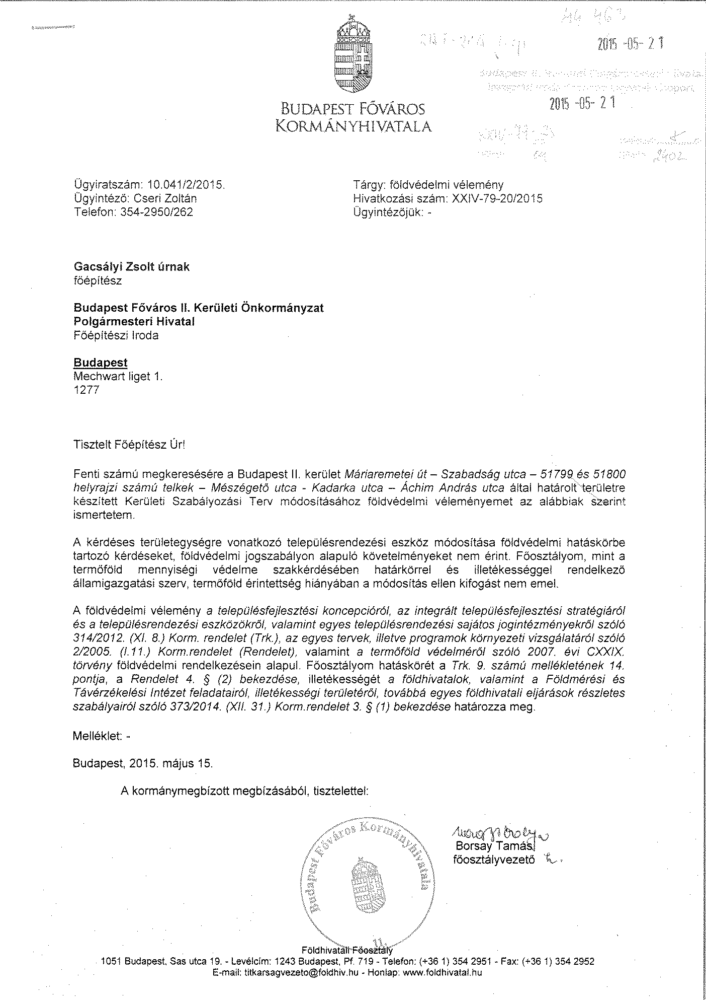 2015 -05- 21
2015 -05- 21
BUDAPEST FŐVÁROS
KORMÁNYHIVATALA
Ügyiratszám: 10.041/2/2015.
Ügyintéző: Cseri Zoltán
Telefon: 354-2950/262
Tárgy: földvédelmi vélemény
Hivatkozási szám: XXIV-79-20/2015
Ügyintézőjük: -
Gacsályi Zsolt úrnak
főépítész
Budapest Főváros II. Kerületi Önkormányzat
Polgármesteri Hivatal
Főépítészi Iroda
Budapest
Mechwart liget 1.
1277
Tisztelt Főépítész Úr!
Fenti számú megkeresésére a Budapest II. kerület Máriaremetei út – Szabadság utca – 51799 és 51800
helyrajzi számú telkek – Mészégető utca - Kadarka utca – Áchim András utca által határolt területre
készített Kerületi Szabályozási Terv módosításához földvédelmi véleményemet az alábbiak szerint
ismertetem.
A kérdéses területegységre vonatkozó településrendezési eszköz módosítása földvédelmi hatáskörbe
tartozó kérdéseket, földvédelmi jogszabályon alapuló követelményeket nem érint. Főosztályom, mint a
termőföld mennyiségi védelme szakkérdésében határkörrel és illetékességgel rendelkező
államigazgatási szerv, termőföld érintettség hiányában a módosítás ellen kifogást nem emel.
A földvédelmi vélemény a településfejlesztési koncepcióról, az integrált településfejlesztési stratégiáról
és a településrendezési eszközökről, valamint egyes településrendezési sajátos jogintézményekről szóló
314/2012. (XI. 8.) Korm. rendelet (Trk.), az egyes tervek, illetve programok környezeti vizsgálatáról szóló
2/2005. (I.11.) Korm.rendelet (Rendelet), valamint a termőföld védelméről szóló 2007. évi CXXIX.
törvény földvédelmi rendelkezésein alapul. Főosztályom hatáskörét a Trk. 9. számú mellékletének 14.
pontja, a Rendelet 4. § (2) bekezdése, illetékességét a földhivatalok, valamint a Földmérési és
Távérzékelési Intézet feladatairól, illetékességi területéről, továbbá egyes földhivatali eljárások részletes
szabályairól szóló 373/2014. (XII. 31.) Korm.rendelet 3. § (1) bekezdése határozza meg.
Melléklet: -
Budapest, 2015. május 15.
A kormánymegbízott megbízásából, tisztelettel:
Budapest Főváros Kormányhivatala
11.
Borsay Tamás
főosztályvezető h.
Földhivatali Főosztály
1051 Budapest, Sas utca 19. - Levélcím: 1243 Budapest, Pf. 719 - Telefon: (+36 1) 354 2951 - Fax: (+36 1) 354 2952
E-mail: titkarsagvezeto@foldhiv.hu - Honlap: www.foldhivatal.hu